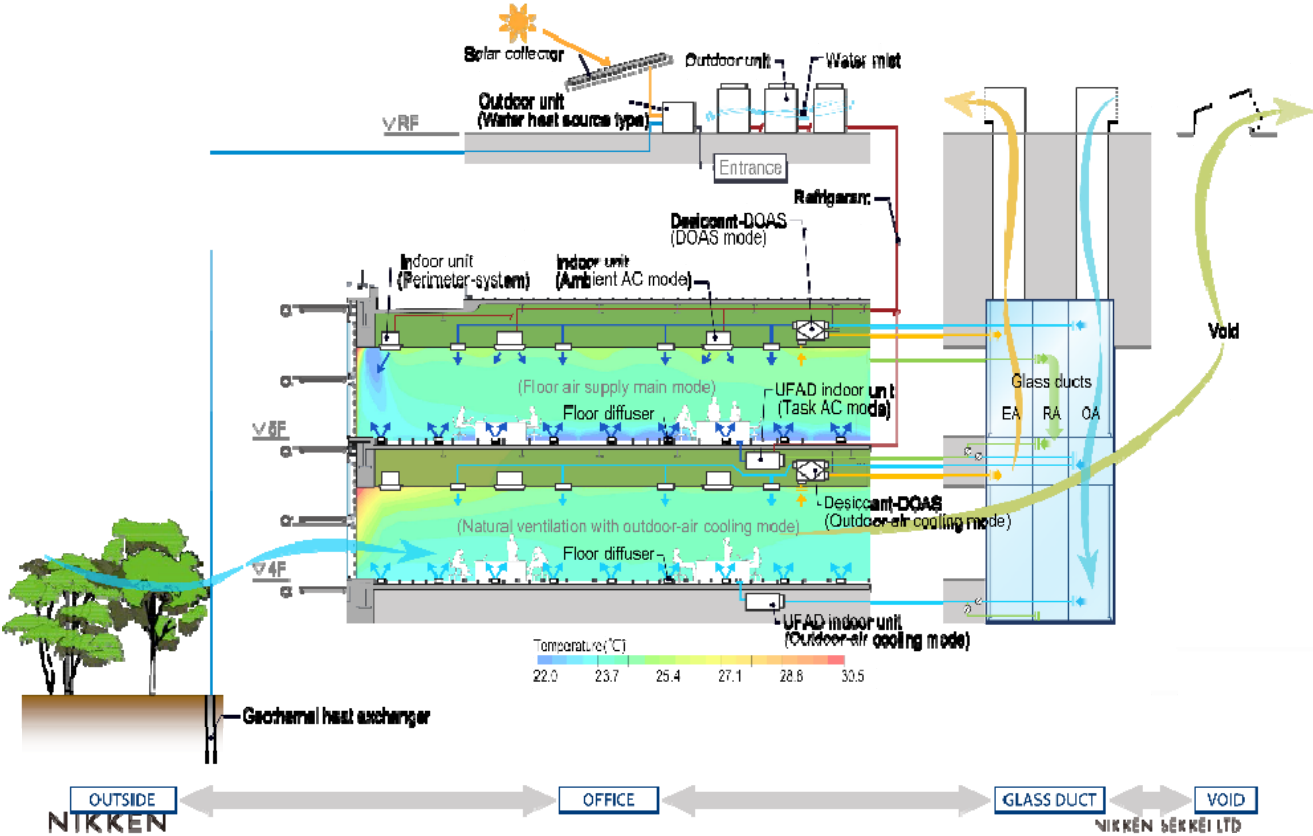 Solar collector
Outdoor unit
Water mist
Outdoor unit
(Water heat source type)
▽RF
Entrance
Refrigerant
Desiccant-DOAS
(DOAS mode)
Indoor unit
(Perimeter-system)
Indoor unit
(Ambient AC mode)
Void
(Floor air supply main mode)
UFAD indoor unit
(Task AC mode)
Glass ducts
EA
RA
OA
Floor diffuser
▽5F
Desiccant-DOAS
(Outdoor-air cooling mode)
(Natural ventilation with outdoor-air cooling mode)
Floor diffuser
▽4F
UFAD indoor unit
(Outdoor-air cooling mode)
Temperature(℃)
22.0 23.7 25.4 27.1 28.8 30.5
Geothermal heat exchanger
OUTSIDE
OFFICE
GLASS DUCT
VOID
NIKKEN
NIKKEN SEKKEI LTD